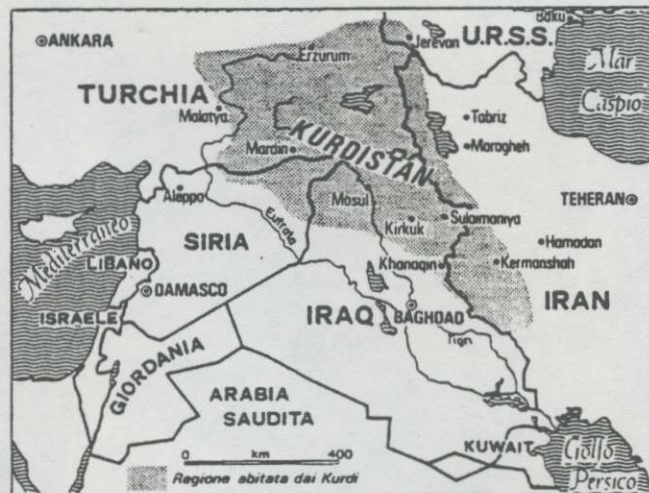 ANKARA
Erzurum
Jerevan
U.R.S.S.
Baku
Mar
Caspio
TURCHIA
Malatya
Tabriz
Maragheh
Mardin
KURDISTAN
TEHERAN
Aleppo
Mosul
Sulaimaniya
Eufrate
Kirkuk
Hamadan
Mediterraneo
SIRIA
LIBANO
Khanaqin
Kermanshah
DAMASCO
IRAN
ISRAELE
IRAQ
BAGHDAD
Tigri
GIORDANIA
ARABIA
SAUDITA
0 km 400
KUWAIT
Golfo
Persico
Regione abitata dai Kurdi